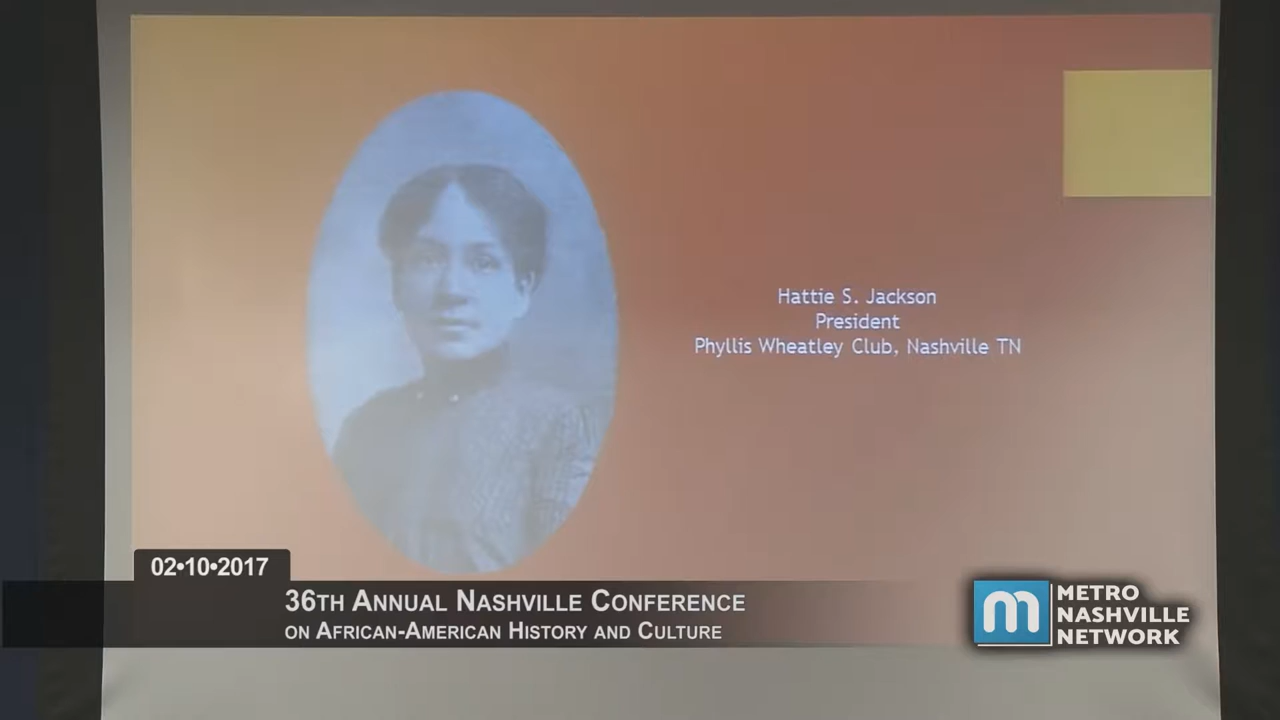 Hattie S. Jackson
President
Phyllis Wheatley Club, Nashville TN
02•10•2017
36TH ANNUAL NASHVILLE CONFERENCE
ON AFRICAN-AMERICAN HISTORY AND CULTURE
m
METRO
NASHVILLE
NETWORK